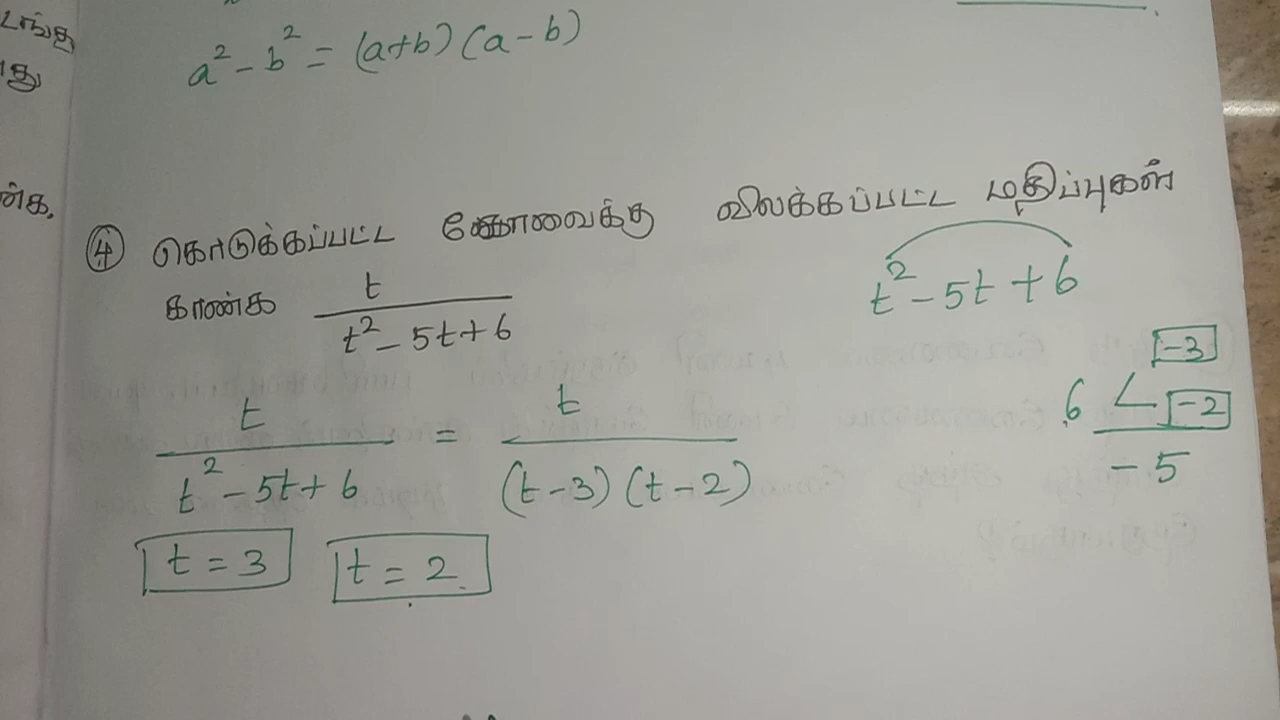 டங்கு
து
a² - b² = (a+b) (a-b)
ன்க.
④ கொடுக்கப்பட்ட கோவைக்கு விலக்கப்பட்ட மதிப்புகள்
காண்க t / t² - 5t + 6
t² - 5t + 6
t / t² - 5t + 6 = t / (t-3) (t-2)
6 < -3
-2
-5
t = 3 t = 2